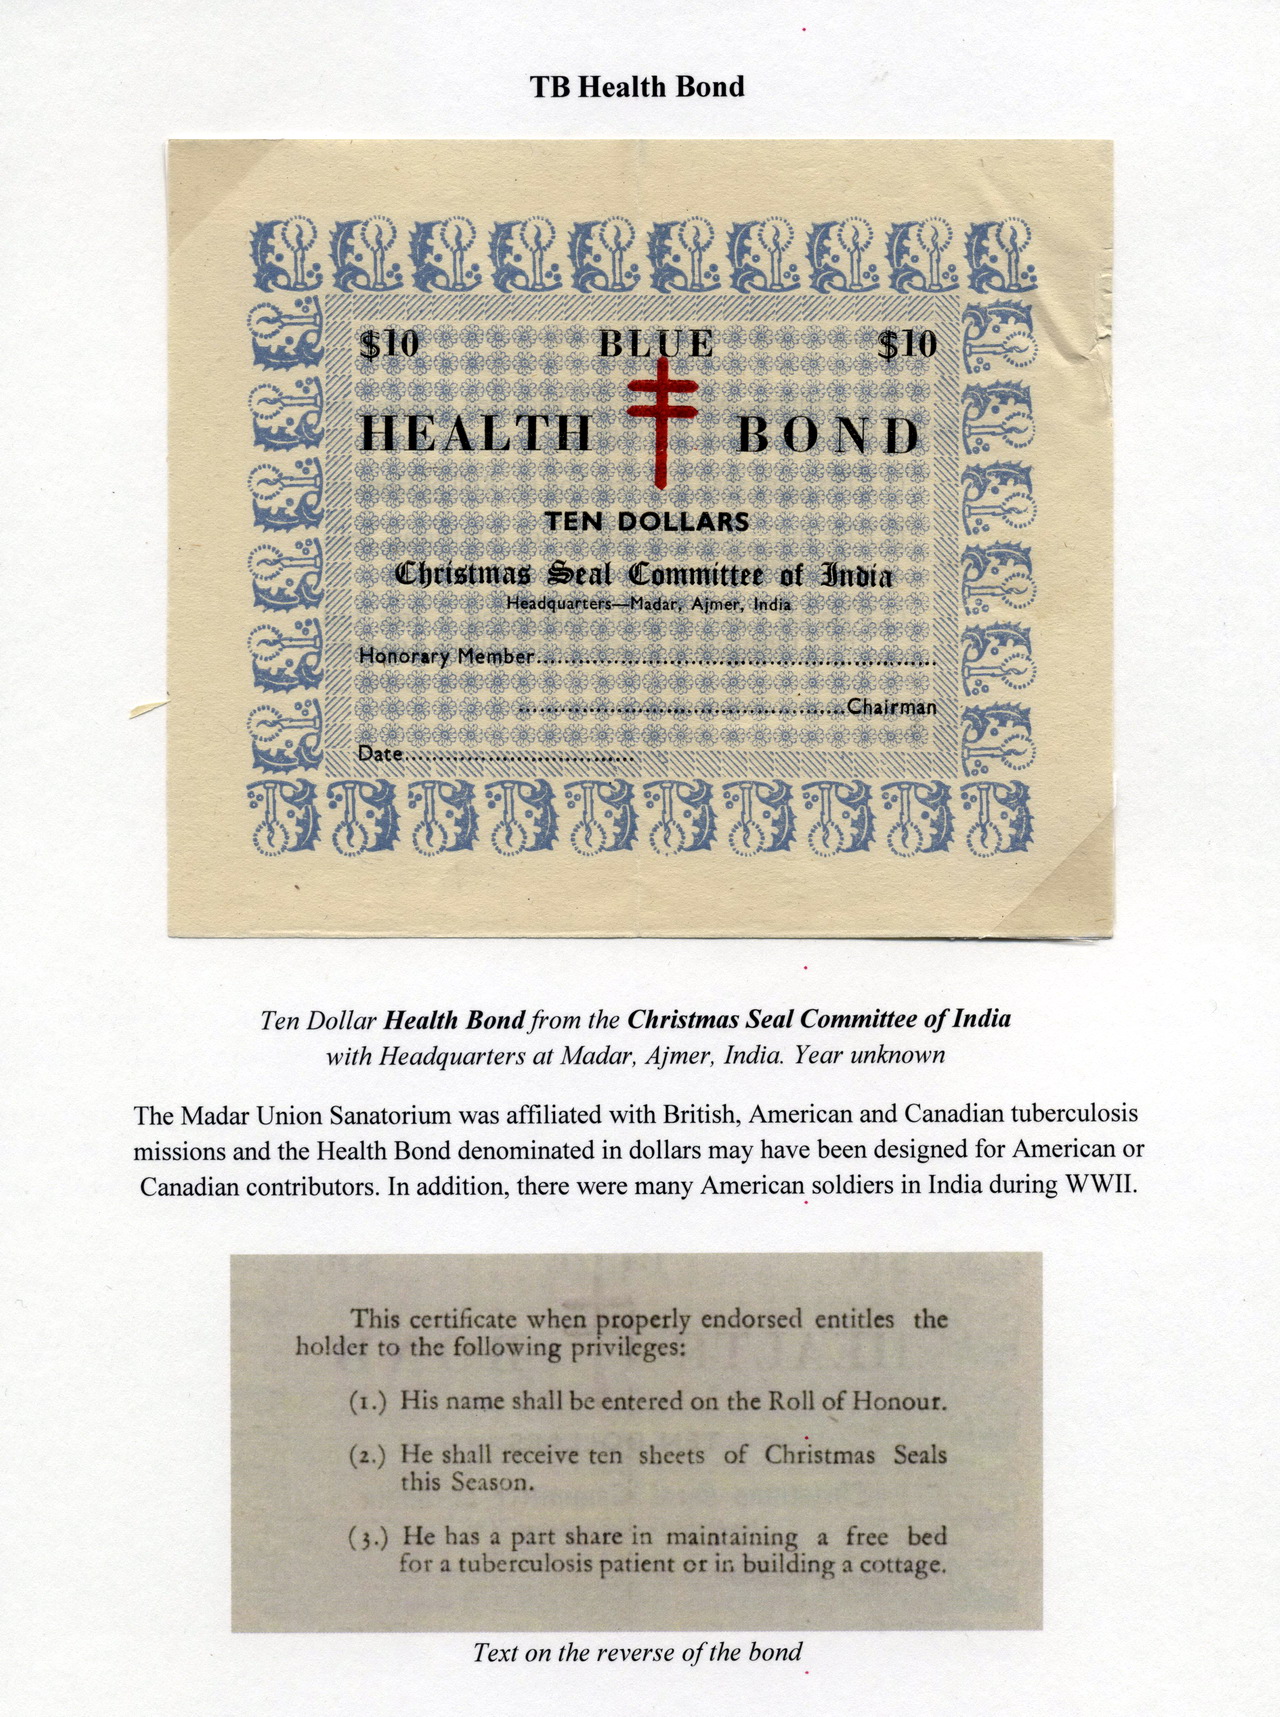 TB Health Bond
$10 BLUE $10
HEALTH BOND
TEN DOLLARS
Christmas Seal Committee of India
Headquarters—Madar, Ajmer, India
Honorary Member........................................................
................................................Chairman
Date..................................
Ten Dollar Health Bond from the Christmas Seal Committee of India
with Headquarters at Madar, Ajmer, India. Year unknown
The Madar Union Sanatorium was affiliated with British, American and Canadian tuberculosis
missions and the Health Bond denominated in dollars may have been designed for American or
Canadian contributors. In addition, there were many American soldiers in India during WWII.
This certificate when properly endorsed entitles the
holder to the following privileges:
(1.) His name shall be entered on the Roll of Honour.
(2.) He shall receive ten sheets of Christmas Seals
this Season.
(3.) He has a part share in maintaining a free bed
for a tuberculosis patient or in building a cottage.
Text on the reverse of the bond